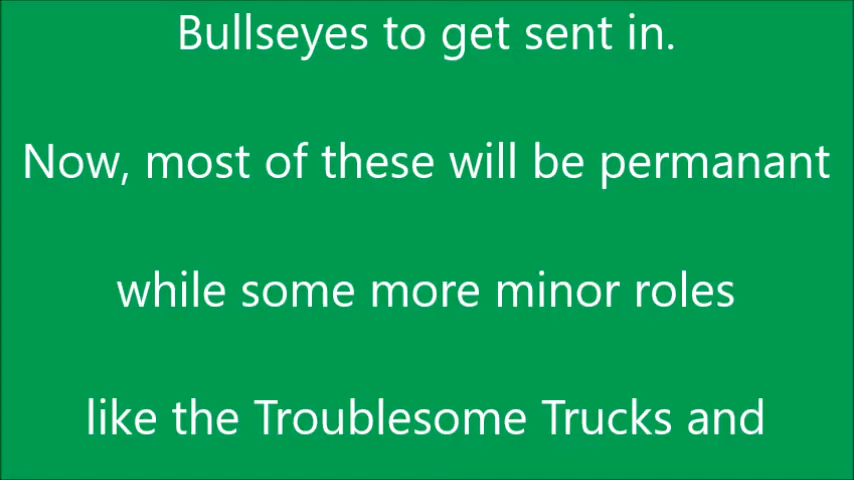 Bullseyes to get sent in.
Now, most of these will be permanant
while some more minor roles
like the Troublesome Trucks and